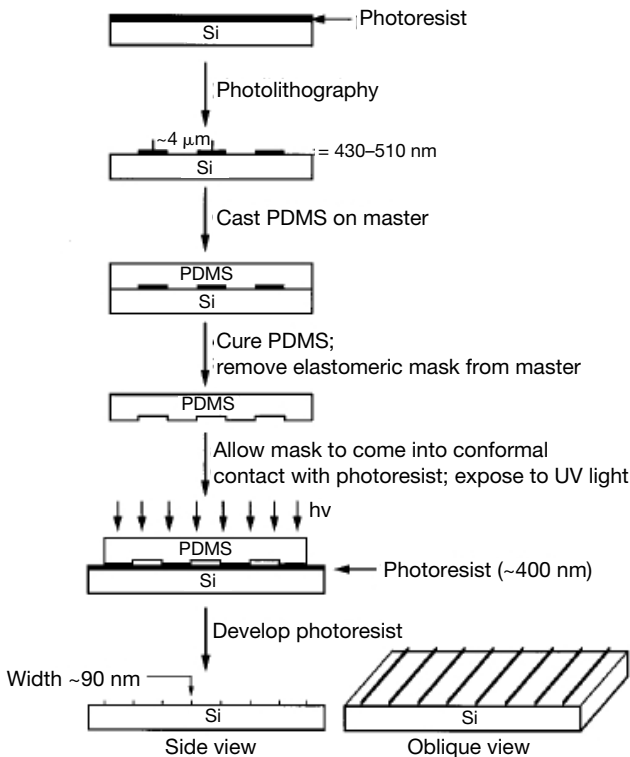 Photoresist
Si
Photolithography
~4 μm
= 430–510 nm
Si
Cast PDMS on master
PDMS
Si
Cure PDMS;
remove elastomeric mask from master
PDMS
Allow mask to come into conformal
contact with photoresist; expose to UV light
hv
PDMS
Si
Photoresist (~400 nm)
Develop photoresist
Width ~90 nm
Si
Si
Side view
Oblique view